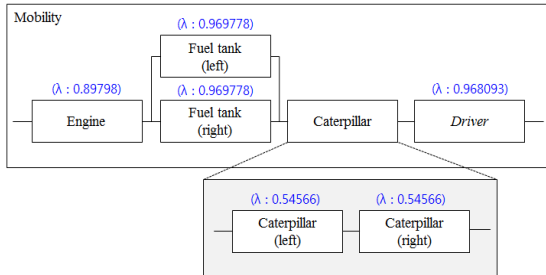 Mobility
(λ : 0.969778)
Fuel tank
(left)
(λ : 0.89798)
Engine
(λ : 0.969778)
Fuel tank
(right)
Caterpillar
(λ : 0.968093)
Driver
(λ : 0.54566)
Caterpillar
(left)
(λ : 0.54566)
Caterpillar
(right)